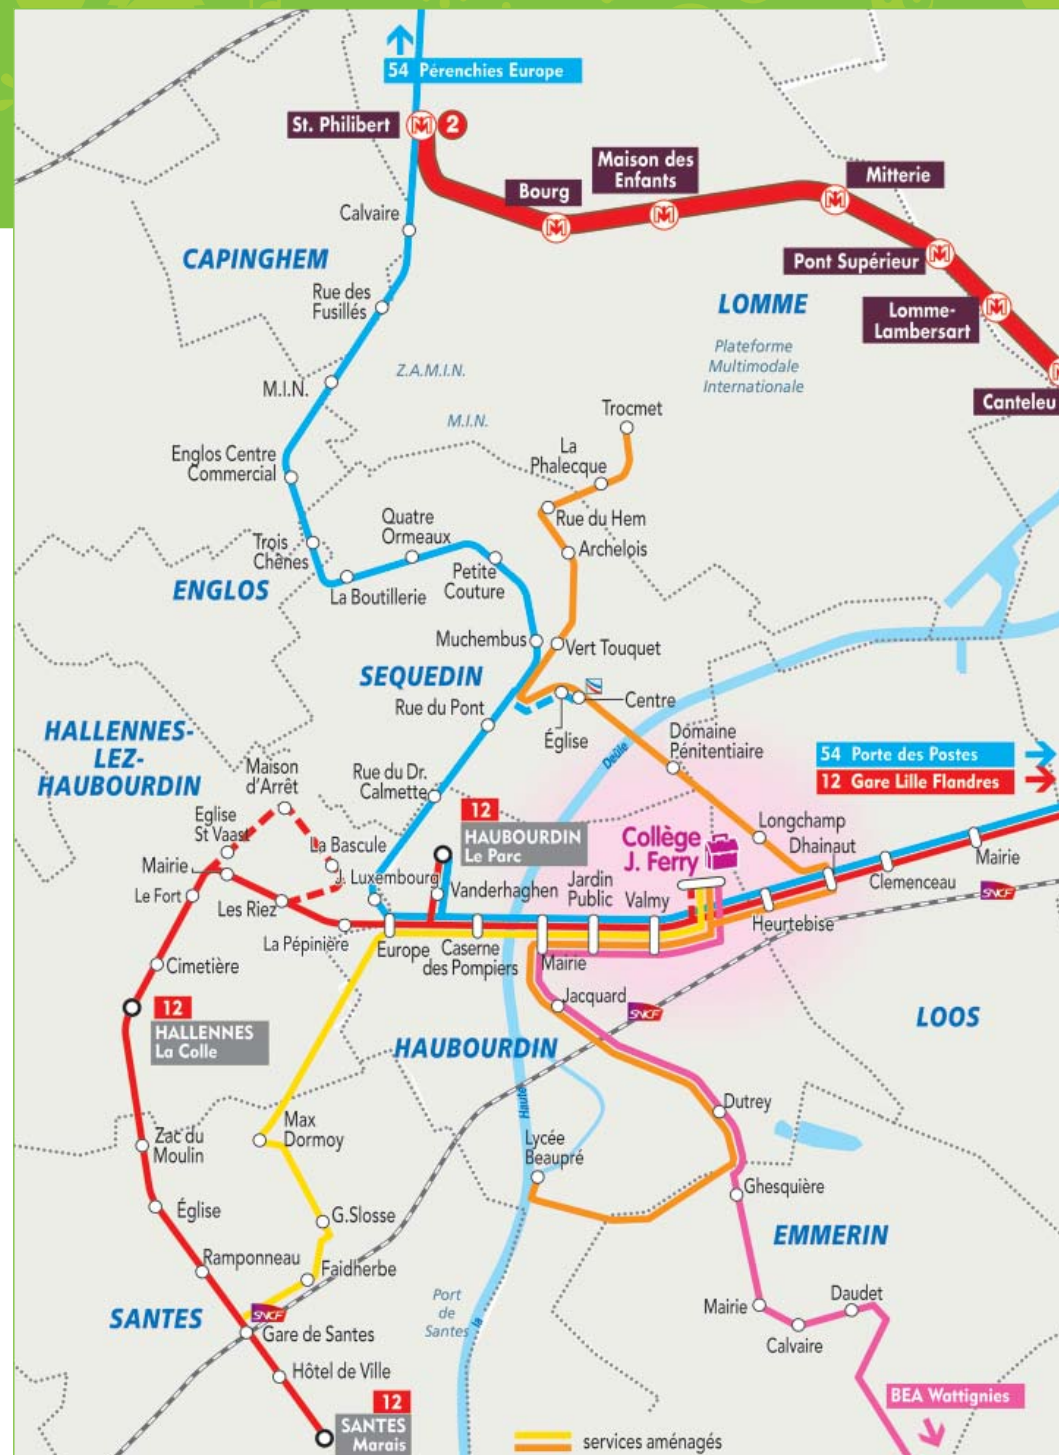 54 Pérenchies Europe
St. Philibert
2
Maison des
Enfants
Mitterie
Bourg
Calvaire
Pont Supérieur
CAPINGHEM
Rue des
Fusillés
LOMME
Lomme-
Lambersart
Plateforme
Multimodale
Internationale
Z.A.M.I.N.
M.I.N.
Canteleu
M.I.N.
Trocmet
Englos Centre
Commercial
La
Phalecque
Quatre
Ormeaux
Rue du Hem
Trois
Chênes
Archelois
Petite
Couture
ENGLOS
La Boutillerie
Muchembus
Vert Touquet
SEQUEDIN
Rue du Pont
Centre
Église
HALLENNES-
LEZ-
HAUBOURDIN
Domaine
Pénitentiaire
Deûle
54 Porte des Postes
12 Gare Lille Flandres
Maison
d'Arrêt
Rue du Dr.
Calmette
12
HAUBOURDIN
Le Parc
Eglise
St Vaast
La Bascule
Collège
J. Ferry
Longchamp
Dhainaut
Mairie
Mairie
J. Luxembourg
Vanderhaghen
Jardin
Public
Valmy
Clemenceau
SNCF
Le Fort
Les Riez
Heurtebise
La Pépinière
Europe
Caserne
des Pompiers
Mairie
Cimetière
Jacquard
SNCF
12
HALLENNES
La Colle
LOOS
HAUBOURDIN
Dutrey
Haute
Max
Dormoy
Zac du
Moulin
Lycée
Beaupré
Ghesquière
Église
G.Slosse
EMMERIN
Ramponneau
Faidherbe
Daudet
Port
de
Santes
la
Mairie
SANTES
SNCF
Gare de Santes
Calvaire
Hôtel de Ville
BEA Wattignies
12
SANTES
Marais
services aménagés